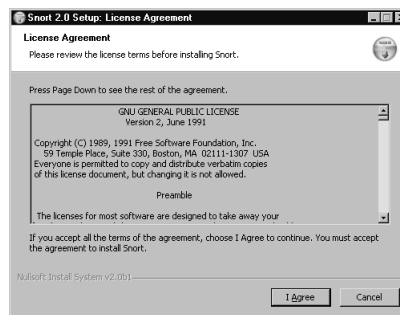 Snort 2.0 Setup: License Agreement
License Agreement
Please review the license terms before installing Snort.
Press Page Down to see the rest of the agreement.
GNU GENERAL PUBLIC LICENSE
Version 2, June 1991
Copyright (C) 1989, 1991 Free Software Foundation, Inc.
59 Temple Place, Suite 330, Boston, MA 02111-1307 USA
Everyone is permitted to copy and distribute verbatim copies
of this license document, but changing it is not allowed.
Preamble
The licenses for most software are designed to take away your
If you accept all the terms of the agreement, choose I Agree to continue. You must accept
the agreement to install Snort.
Nullsoft Install System v2.0b1
I Agree
Cancel